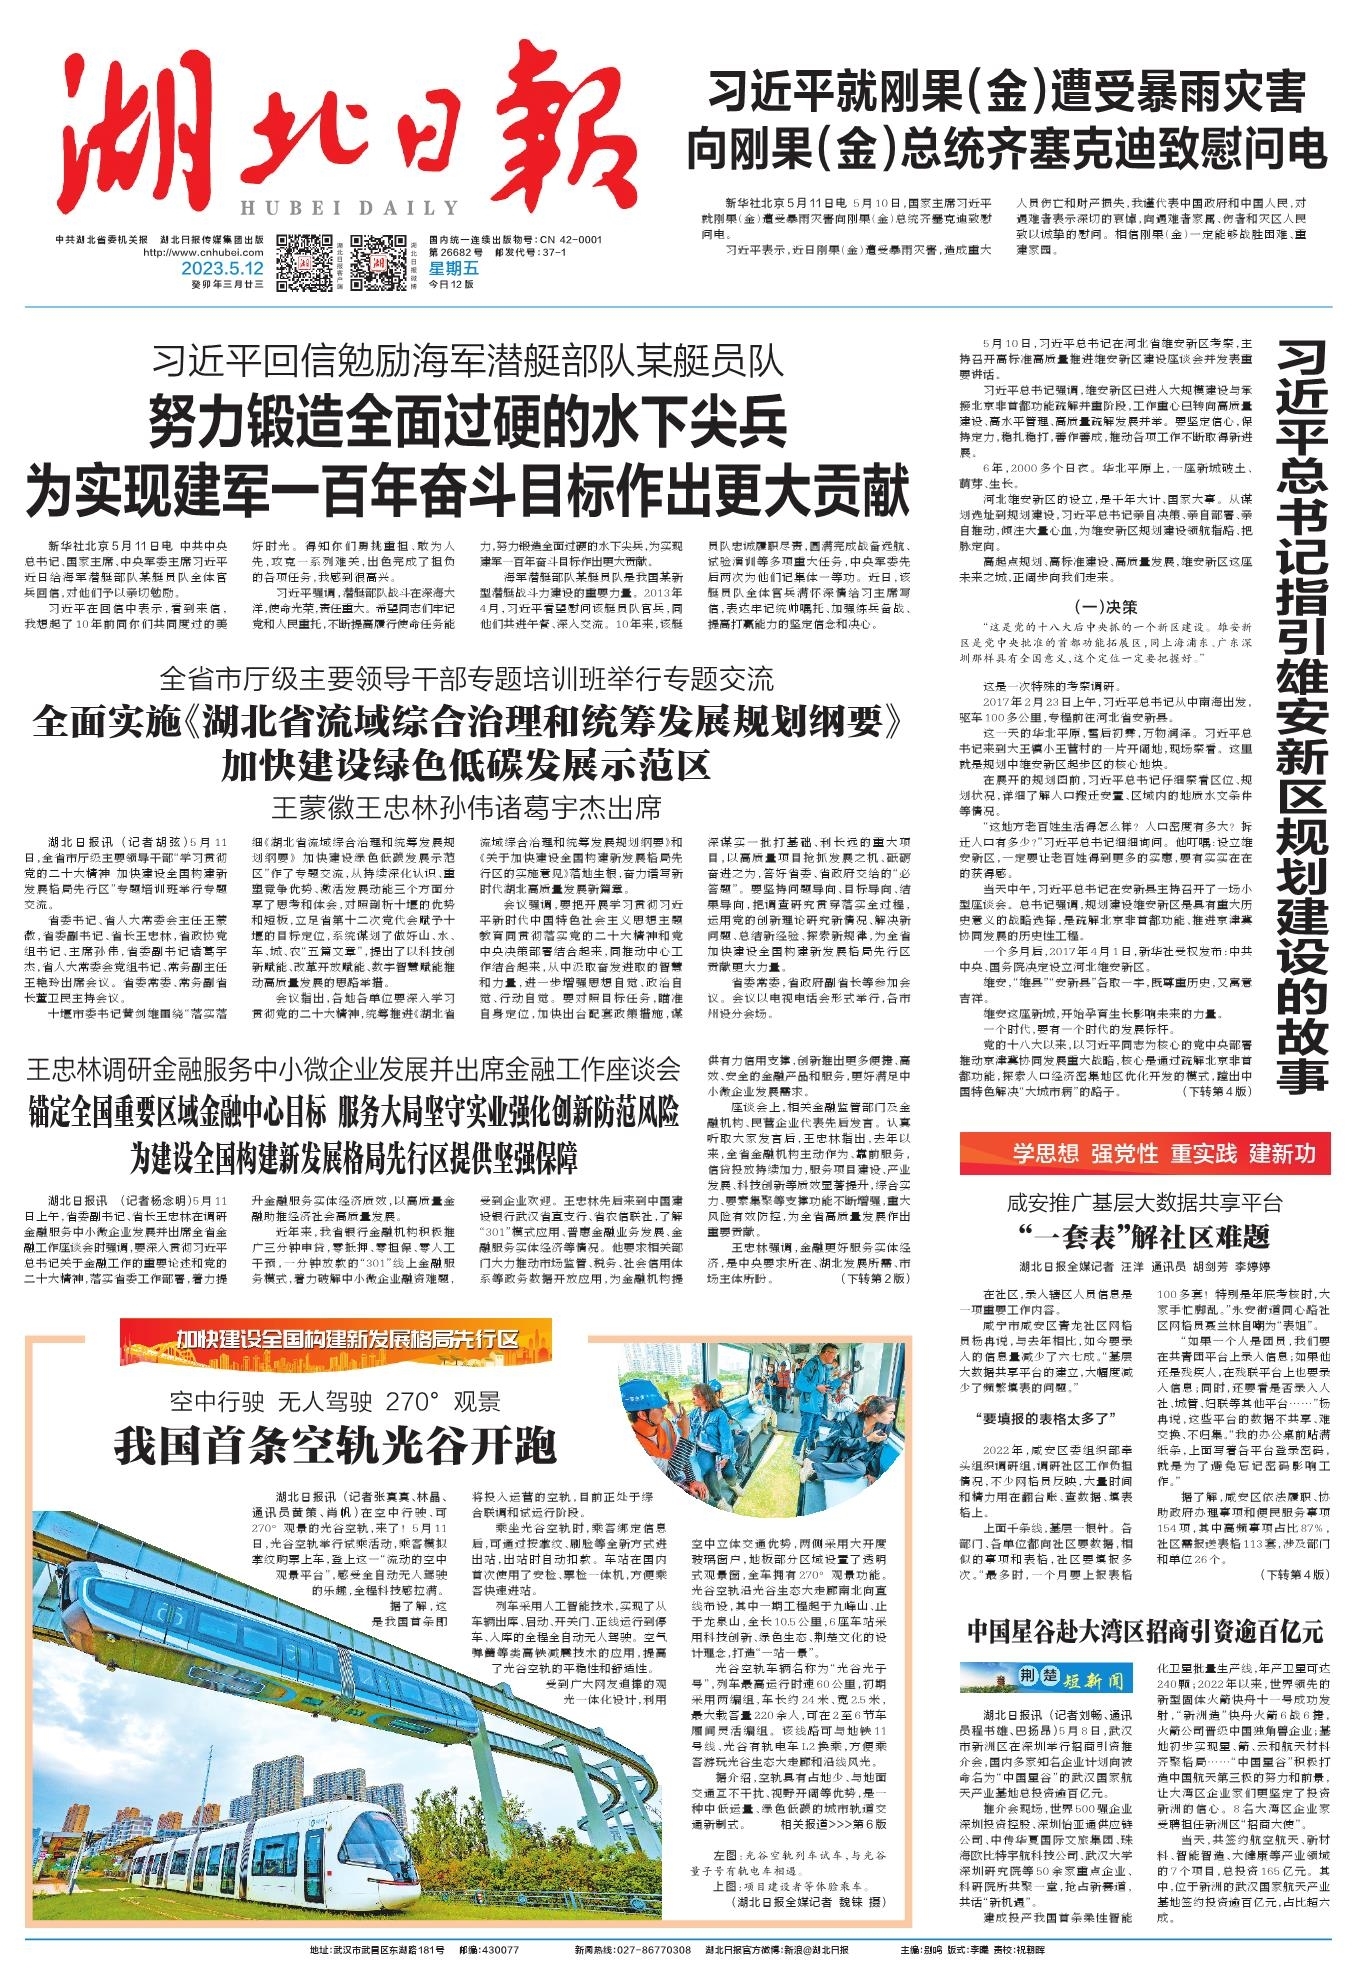 湖北日報
HUBEI DAILY
中共湖北省委机关报 湖北日报传媒集团出版
http://www.cnhubei.com
2023.5.12
癸卯年三月廿三
湖北日报客户端
湖北日报微博
国内统一连续出版物号：CN 42-0001
第26682号 邮发代号：37-1
星期五
今日12版
习近平就刚果(金)遭受暴雨灾害
向刚果(金)总统齐塞克迪致慰问电
新华社北京5月11日电 5月10日，国家主席习近平
就刚果（金）遭受暴雨灾害向刚果（金）总统齐塞克迪致慰
问电。
习近平表示，近日刚果（金）遭受暴雨灾害，造成重大
人员伤亡和财产损失，我谨代表中国政府和中国人民，对
遇难者表示深切的哀悼，向遇难者家属、伤者和灾区人民
致以诚挚的慰问。相信刚果（金）一定能够战胜困难、重
建家园。
习近平回信勉励海军潜艇部队某艇员队
努力锻造全面过硬的水下尖兵
为实现建军一百年奋斗目标作出更大贡献
新华社北京5月11日电 中共中央
总书记、国家主席、中央军委主席习近平
近日给海军潜艇部队某艇员队全体官
兵回信，对他们予以亲切勉励。
习近平在回信中表示，看到来信，
我想起了10年前同你们共同度过的美
好时光。得知你们勇挑重担、敢为人
先，攻克一系列难关，出色完成了担负
的各项任务，我感到很高兴。
习近平强调，潜艇部队战斗在深海大
洋，使命光荣，责任重大。希望同志们牢记
党和人民重托，不断提高履行使命任务能
力，努力锻造全面过硬的水下尖兵，为实现
建军一百年奋斗目标作出更大贡献。
海军潜艇部队某艇员队是我国某新
型潜艇战斗力建设的重要力量。2013年
4月，习近平看望慰问该艇员队官兵，同
他们共进午餐、深入交流。10年来，该艇
员队忠诚履职尽责，圆满完成战备远航、
试验演训等多项重大任务，中央军委先
后两次为他们记集体一等功。近日，该
艇员队全体官兵满怀深情给习主席写
信，表达牢记统帅嘱托、加强练兵备战、
提高打赢能力的坚定信念和决心。
全省市厅级主要领导干部专题培训班举行专题交流
全面实施《湖北省流域综合治理和统筹发展规划纲要》
加快建设绿色低碳发展示范区
王蒙徽王忠林孙伟诸葛宇杰出席
湖北日报讯 （记者胡弦）5月11
日，全省市厅级主要领导干部“学习贯彻
党的二十大精神 加快建设全国构建新
发展格局先行区”专题培训班举行专题
交流。
省委书记、省人大常委会主任王蒙
徽，省委副书记、省长王忠林，省政协党
组书记、主席孙伟，省委副书记诸葛宇
杰，省人大常委会党组书记、常务副主任
王艳玲出席会议。省委常委、常务副省
长董卫民主持会议。
十堰市委书记黄剑雄围绕“落实落
细《湖北省流域综合治理和统筹发展规
划纲要》 加快建设绿色低碳发展示范
区”作了专题交流，从持续深化认识、重
塑竞争优势、激活发展动能三个方面分
享了思考和体会，对照剖析十堰的优势
和短板，立足省第十二次党代会赋予十
堰的目标定位，系统谋划了做好山、水、
车、城、农“五篇文章”，提出了以科技创
新赋能、改革开放赋能、数字智慧赋能推
动高质量发展的思路举措。
会议指出，各地各单位要深入学习
贯彻党的二十大精神，统筹推进《湖北省
流域综合治理和统筹发展规划纲要》和
《关于加快建设全国构建新发展格局先
行区的实施意见》落地生根，奋力谱写新
时代湖北高质量发展新篇章。
会议强调，要把开展学习贯彻习近
平新时代中国特色社会主义思想主题
教育同贯彻落实党的二十大精神和党
中央决策部署结合起来，同推动中心工
作结合起来，从中汲取奋发进取的智慧
和力量，进一步增强思想自觉、政治自
觉、行动自觉。要对照目标任务，瞄准
自身定位，加快出台配套政策措施，谋
深谋实一批打基础、利长远的重大项
目，以高质量项目抢抓发展之机、砥砺
奋进之为，答好省委、省政府交给的“必
答题”。要坚持问题导向、目标导向、结
果导向，把调查研究贯穿落实全过程，
运用党的创新理论研究新情况、解决新
问题、总结新经验、探索新规律，为全省
加快建设全国构建新发展格局先行区
贡献更大力量。
省委常委，省政府副省长等参加会
议。会议以电视电话会形式举行，各市
州设分会场。
王忠林调研金融服务中小微企业发展并出席金融工作座谈会
锚定全国重要区域金融中心目标 服务大局坚守实业强化创新防范风险
为建设全国构建新发展格局先行区提供坚强保障
湖北日报讯 （记者杨念明）5月11
日上午，省委副书记、省长王忠林在调研
金融服务中小微企业发展并出席全省金
融工作座谈会时强调，要深入贯彻习近平
总书记关于金融工作的重要论述和党的
二十大精神，落实省委工作部署，着力提
升金融服务实体经济质效，以高质量金
融助推经济社会高质量发展。
近年来，我省银行金融机构积极推
广三分钟申贷，零抵押、零担保、零人工
干预，一分钟放款的“301”线上金融服
务模式，着力破解中小微企业融资难题，
受到企业欢迎。王忠林先后来到中国建
设银行武汉省直支行、省农信联社，了解
“301”模式应用、普惠金融业务发展、金
融服务实体经济等情况。他要求相关部
门大力推动市场监管、税务、社会信用体
系等政务数据开放应用，为金融机构提
供有力信用支撑，创新推出更多便捷、高
效、安全的金融产品和服务，更好满足中
小微企业发展需求。
座谈会上，相关金融监管部门及金
融机构、民营企业代表先后发言。认真
听取大家发言后，王忠林指出，去年以
来，全省金融机构主动作为、靠前服务，
信贷投放持续加力，服务项目建设、产业
发展、科技创新等质效显著提升，综合实
力、要素集聚等支撑功能不断增强，重大
风险有效防控，为全省高质量发展作出
重要贡献。
王忠林强调，金融更好服务实体经
济，是中央要求所在、湖北发展所需、市
场主体所盼。 （下转第2版）
加快建设全国构建新发展格局先行区
空中行驶 无人驾驶 270°观景
我国首条空轨光谷开跑
湖北日报讯（记者张真真、林晶、
通讯员黄策、肖帆）在空中行驶、可
270°观景的光谷空轨，来了！5月11
日，光谷空轨举行试乘活动，乘客模拟
掌纹购票上车，登上这一“流动的空中
观景平台”，感受全自动无人驾驶
的乐趣，全程科技感拉满。
据了解，这
是我国首条即
将投入运营的空轨，目前正处于综
合联调和试运行阶段。
乘坐光谷空轨时，乘客绑定信息
后，可通过按掌纹、刷脸等全新方式进
出站，出站时自动扣款。车站在国内
首次使用了安检、票检一体机，方便乘
客快速进站。
列车采用人工智能技术，实现了从
车辆出库、启动、开关门、正线运行到停
车、入库的全程全自动无人驾驶。空气
弹簧等类高铁减震技术的应用，提高
了光谷空轨的平稳性和舒适性。
受到广大网友追捧的观
光一体化设计，利用
空中立体交通优势，两侧采用大开度
玻璃窗户，地板部分区域设置了透明
式观景窗，全车拥有270°观景功能。
光谷空轨沿光谷生态大走廊南北向直
线布设，其中一期工程起于九峰山、止
于龙泉山，全长10.5公里，6座车站采
用科技创新、绿色生态、荆楚文化的设
计理念，打造“一站一景”。
光谷空轨车辆名称为“光谷光子
号”，列车最高运行时速60公里，初期
采用两编组，车长约24米、宽2.5米，
最大载客量220余人，可在2至6节车
厢间灵活编组。该线路可与地铁11
号线、光谷有轨电车L2换乘，方便乘
客游玩光谷生态大走廊和沿线风光。
据介绍，空轨具有占地少、与地面
交通互不干扰、视野开阔等优势，是一
种中低运量、绿色低碳的城市轨道交
通新制式。 相关报道>>>第6版
左图：光谷空轨列车试车，与光谷
量子号有轨电车相遇。
上图：项目建设者等体验乘车。
（湖北日报全媒记者 魏铼 摄）
习近平总书记指引雄安新区规划建设的故事
5月10日，习近平总书记在河北省雄安新区考察，主
持召开高标准高质量推进雄安新区建设座谈会并发表重
要讲话。
习近平总书记强调，雄安新区已进入大规模建设与承
接北京非首都功能疏解并重阶段，工作重心已转向高质量
建设、高水平管理、高质量疏解发展并举。要坚定信心，保
持定力，稳扎稳打，善作善成，推动各项工作不断取得新进
展。
6年，2000多个日夜。华北平原上，一座新城破土、
萌芽、生长。
河北雄安新区的设立，是千年大计、国家大事。从谋
划选址到规划建设，习近平总书记亲自决策、亲自部署、亲
自推动，倾注大量心血，为雄安新区规划建设领航指路、把
脉定向。
高起点规划、高标准建设、高质量发展，雄安新区这座
未来之城，正阔步向我们走来。
（一）决策
“这是党的十八大后中央抓的一个新区建设。雄安新
区是党中央批准的首都功能拓展区，同上海浦东、广东深
圳那样具有全国意义，这个定位一定要把握好。”
这是一次特殊的考察调研。
2017年2月23日上午，习近平总书记从中南海出发，
驱车100多公里，专程前往河北省安新县。
这一天的华北平原，雪后初霁，万物润泽。习近平总
书记来到大王镇小王营村的一片开阔地，现场察看。这里
就是规划中雄安新区起步区的核心地块。
在展开的规划图前，习近平总书记仔细察看区位、规
划状况，详细了解人口搬迁安置、区域内的地质水文条件
等情况。
“这地方老百姓生活得怎么样？人口密度有多大？拆
迁人口有多少？”习近平总书记细细询问。他叮嘱：设立雄安
新区，一定要让老百姓得到更多的实惠，要有实实在在
的获得感。
当天中午，习近平总书记在安新县主持召开了一场小
型座谈会。总书记强调，规划建设雄安新区是具有重大历
史意义的战略选择，是疏解北京非首都功能、推进京津冀
协同发展的历史性工程。
一个多月后，2017年4月1日，新华社受权发布：中共
中央、国务院决定设立河北雄安新区。
雄安，“雄县”“安新县”各取一字，既尊重历史，又寓意
吉祥。
雄安这座新城，开始孕育生长影响未来的力量。
一个时代，要有一个时代的发展标杆。
党的十八大以来，以习近平同志为核心的党中央部署
推动京津冀协同发展重大战略，核心是通过疏解北京非首
都功能，探索人口经济密集地区优化开发的模式，蹚出中
国特色解决“大城市病”的路子。 （下转第4版）
学思想 强党性 重实践 建新功
咸安推广基层大数据共享平台
“一套表”解社区难题
湖北日报全媒记者 汪洋 通讯员 胡剑芳 李婷婷
在社区，录入辖区人员信息是
一项重要工作内容。
咸宁市咸安区青龙社区网格
员杨冉说，与去年相比，如今要录
入的信息量减少了六七成。“基层
大数据共享平台的建立，大幅度减
少了频繁填表的问题。”
“要填报的表格太多了”
2022年，咸安区委组织部牵
头组织调研组，调研社区工作负担
情况，不少网格员反映，大量时间
和精力用在翻台账、查数据、填表
格上。
上面千条线，基层一根针。各
部门、各单位都向社区要数据，相
似的事项和表格，社区要填报多
次。“最多时，一个月要上报表格
100多套！特别是年底考核时，大
家手忙脚乱。”永安街道同心路社
区网格员聂兰林自嘲为“表姐”。
“如果一个人是团员，我们要
在共青团平台上录入信息；如果他
还是残疾人，在残联平台上也要录
入信息；同时，还要看是否录入人
社、城管、妇联等其他平台……”杨
冉说，这些平台的数据不共享、难
交换、不归集。“我的办公桌前贴满
纸条，上面写着各平台登录密码，
就是为了避免忘记密码影响工
作。”
据了解，咸安区依法履职、协
助政府办理事项和便民服务事项
154项，其中高频事项占比87%，
社区需报送表格113套，涉及部门
和单位26个。
（下转第4版）
中国星谷赴大湾区招商引资逾百亿元
荆楚短新闻
湖北日报讯（记者刘畅、通讯
员程书雄、巴扬昂）5月8日，武汉
市新洲区在深圳举行招商引资推
介会，国内多家知名企业计划向被
命名为“中国星谷”的武汉国家航
天产业基地总投资逾百亿元。
推介会现场，世界500强企业
深圳投资控股、深圳怡亚通供应链
公司、中传华夏国际文旅集团、珠
海欧比特宇航科技公司、武汉大学
深圳研究院等50余家重点企业、
科研院所共聚一堂，抢占新赛道，
共话“新机遇”。
建成投产我国首条柔性智能
化卫星批量生产线，年产卫星可达
240颗；2022年以来，世界领先的
新型固体火箭快舟十一号成功发
射，“新洲造”快舟火箭6战6捷，
火箭公司晋级中国独角兽企业；基
地初步实现星、箭、云和航天材料
齐聚格局……“中国星谷”积极打
造中国航天第三极的努力和前景，
让大湾区企业家们更坚定了投资
新洲的信心。8名大湾区企业家
受聘担任新洲区“招商大使”。
当天，共签约航空航天、新材
料、智能智造、大健康等产业领域
的7个项目，总投资165亿元。其
中，位于新洲的武汉国家航天产业
基地签约投资逾百亿元，占比超六
成。
地址：武汉市武昌区东湖路181号 邮编：430077 新闻热线：027-86770308 湖北日报官方微博：新浪@湖北日报 主编：别鸣 版式：李曙 责校：祝朝晖